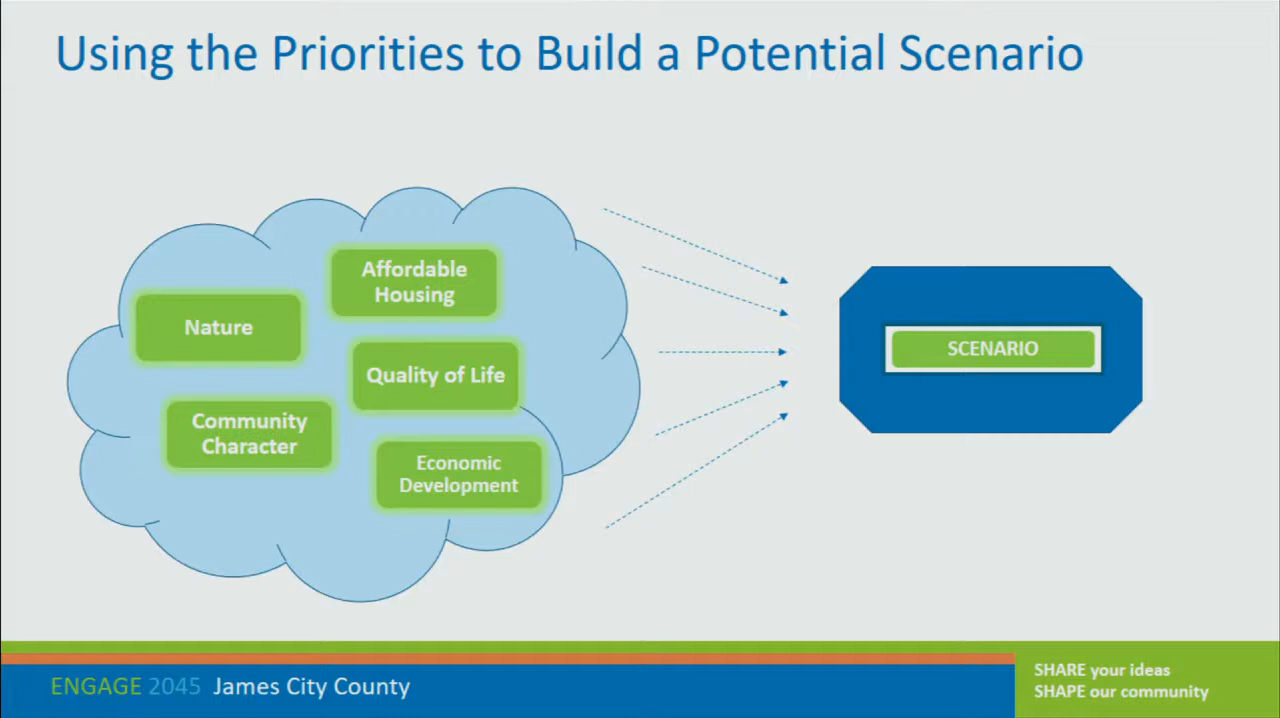 Using the Priorities to Build a Potential Scenario
Affordable
Housing
Nature
Quality of Life
Community
Character
Economic
Development
SCENARIO
ENGAGE 2045 James City County
SHARE your ideas
SHAPE our community